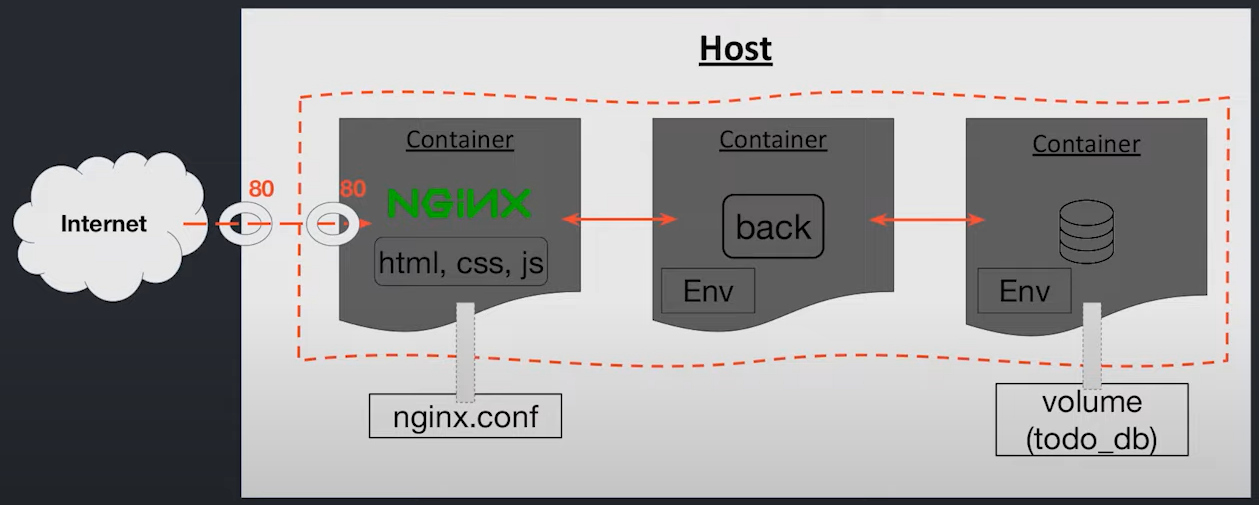 Host
Internet
80
80
Container
NGINX
html, css, js
nginx.conf
Container
back
Env
Container
Env
volume
(todo_db)